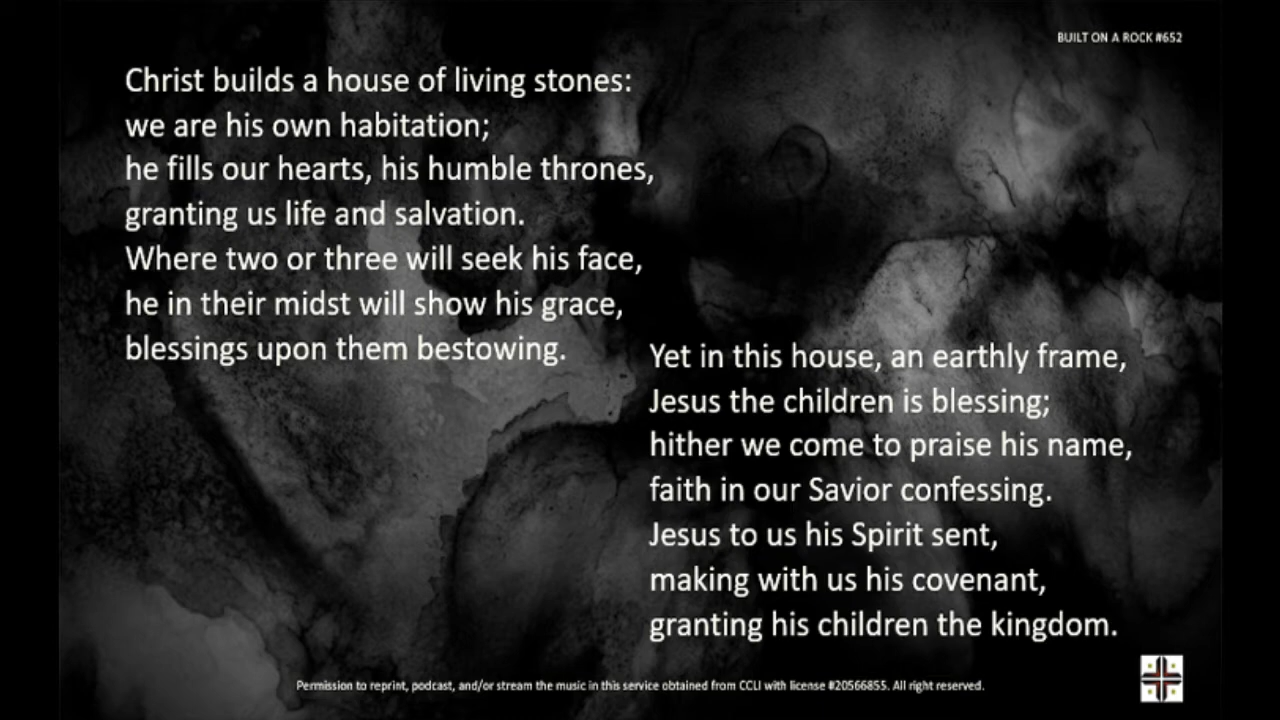 BUILT ON A ROCK #652
Christ builds a house of living stones:
we are his own habitation;
he fills our hearts, his humble thrones,
granting us life and salvation.
Where two or three will seek his face,
he in their midst will show his grace,
blessings upon them bestowing.
Yet in this house, an earthly frame,
Jesus the children is blessing;
hither we come to praise his name,
faith in our Savior confessing.
Jesus to us his Spirit sent,
making with us his covenant,
granting his children the kingdom.
Permission to reprint, podcast, and/or stream the music in this service obtained from CCLI with license #20566855. All right reserved.